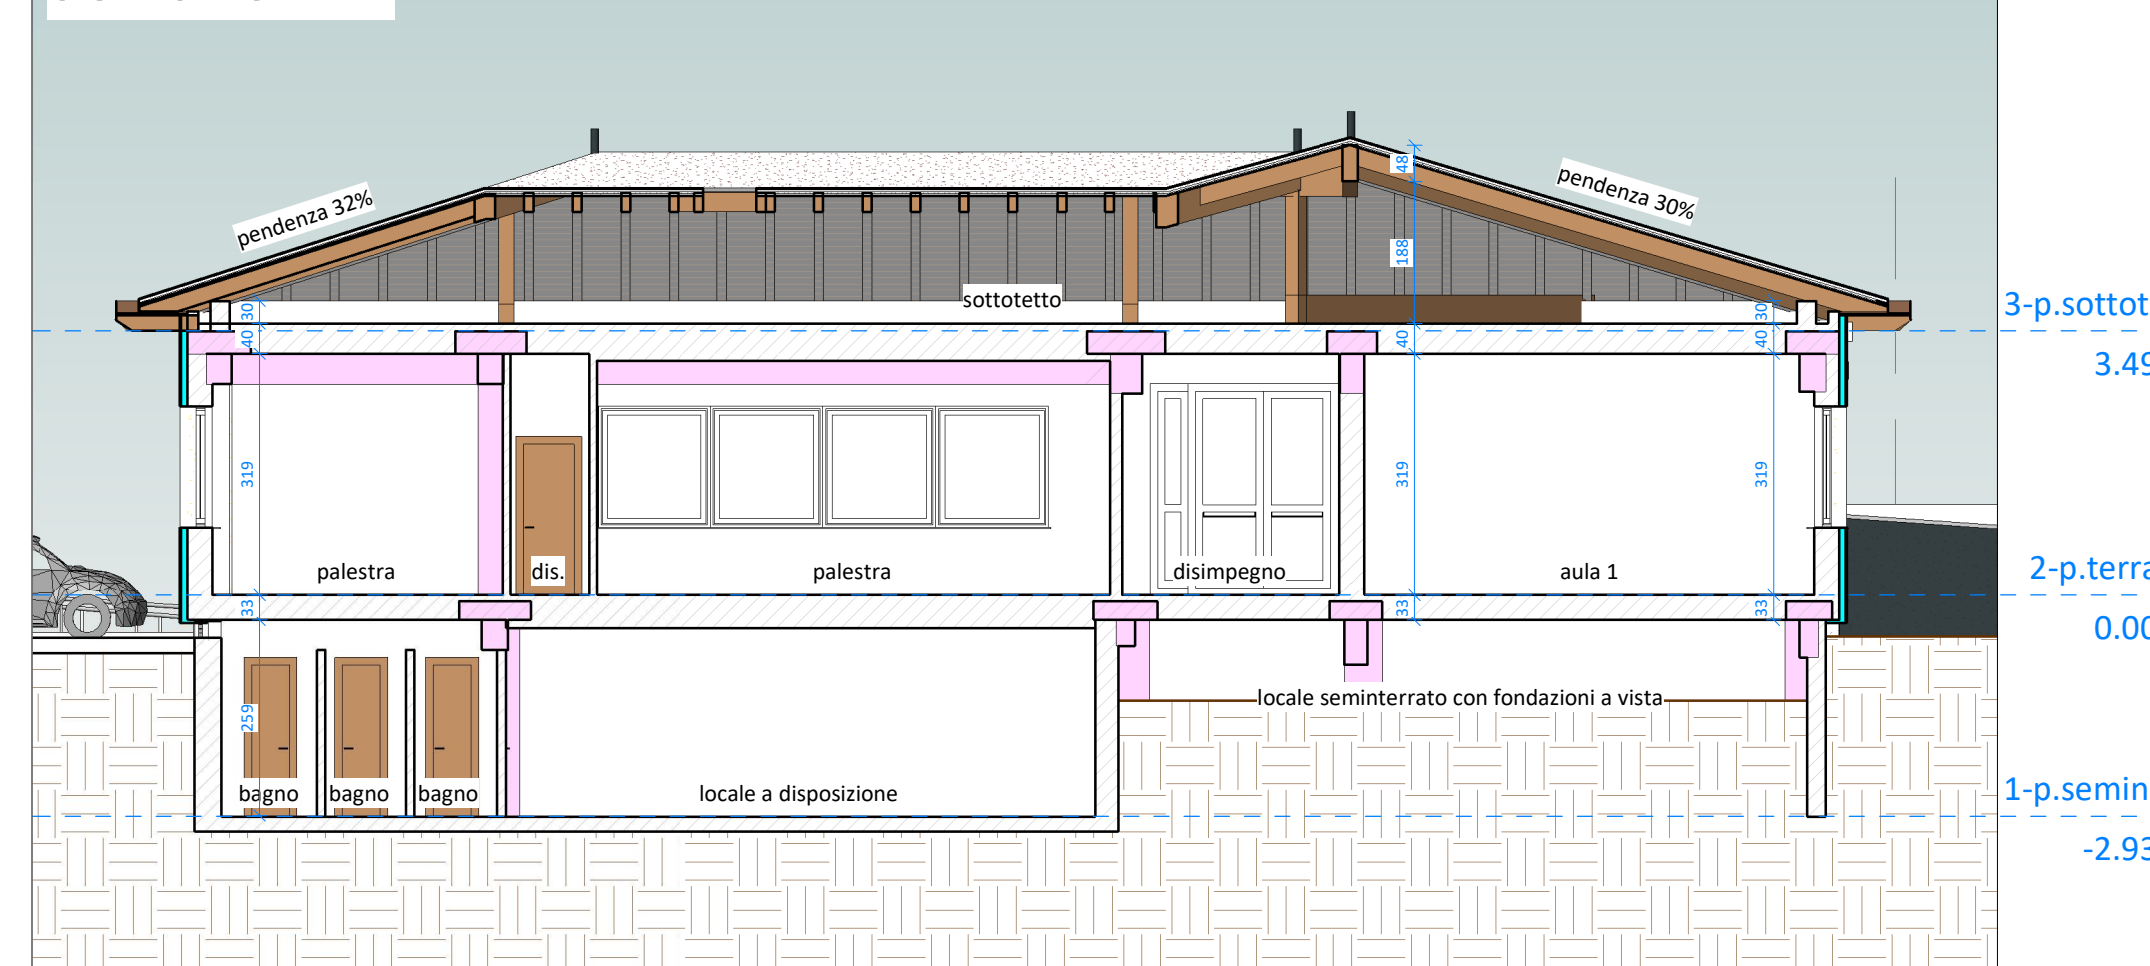 pendenza 32%
pendenza 30%
48
188
sottotetto
30
30
3-p.sottot
40
40
40
3.49
319
319
319
palestra
dis.
palestra
disimpegno
aula 1
2-p.terra
33
33
33
0.00
locale seminterrato con fondazioni a vista
259
bagno
bagno
bagno
locale a disposizione
1-p.semin
-2.93